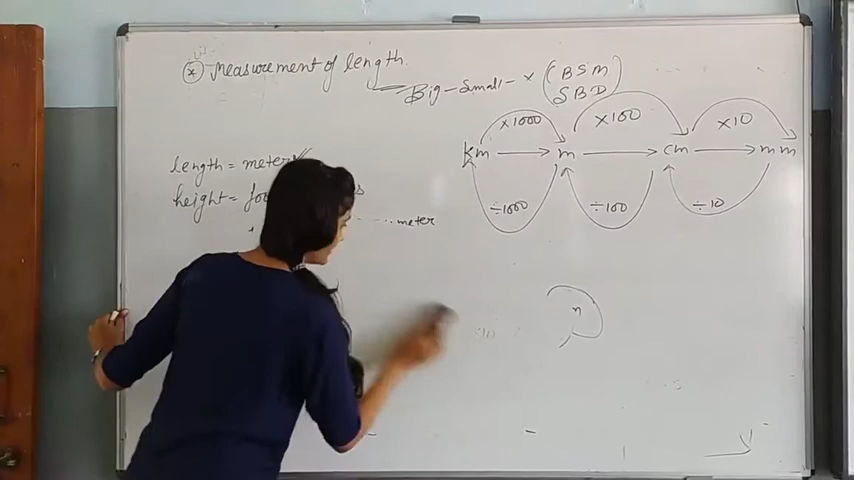 * Measurement of length.
Big - Small - × (BSM
SBD)
×1000 ×100 ×10
km m cm mm
÷1000 ÷100 ÷10
length = meter
height =
meter
n